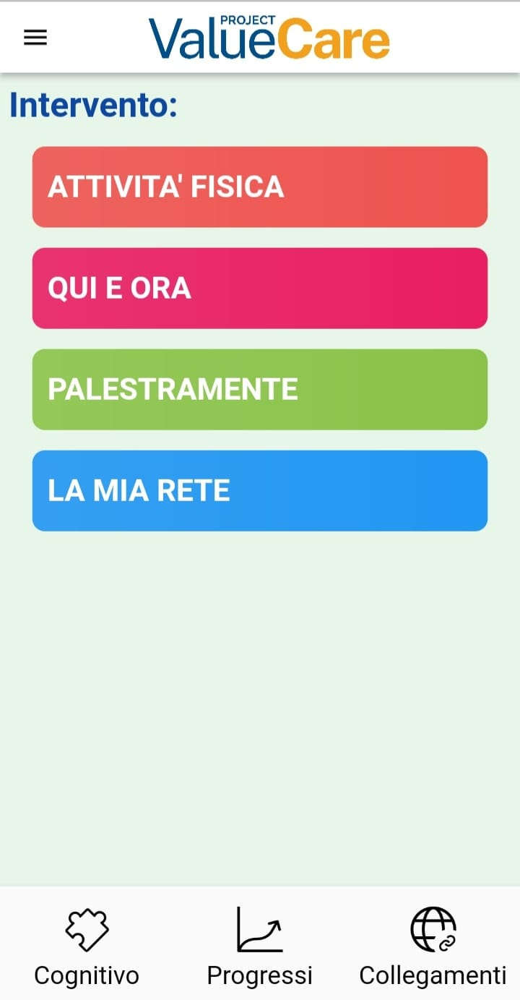 PROJECT
ValueCare
Intervento:
ATTIVITA' FISICA
QUI E ORA
PALESTRAMENTE
LA MIA RETE
Cognitivo
Progressi
Collegamenti